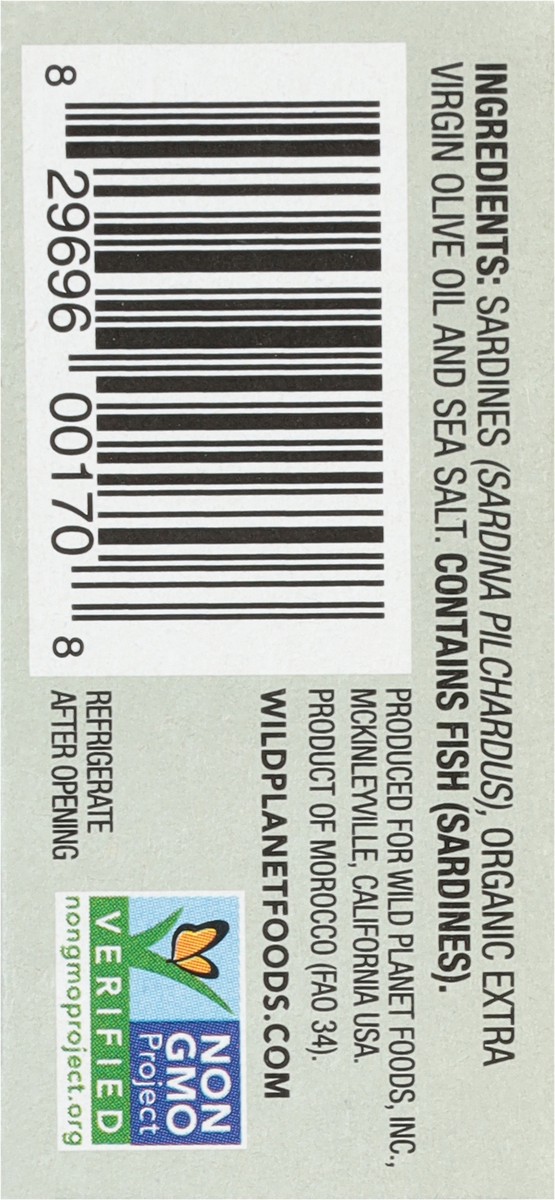 INGREDIENTS: SARDINES (SARDINA PILCHARDUS), ORGANIC EXTRA
VIRGIN OLIVE OIL AND SEA SALT. CONTAINS FISH (SARDINES).
8 29696 00170 8
PRODUCED FOR WILD PLANET FOODS, INC.,
MCKINLEYVILLE, CALIFORNIA USA.
PRODUCT OF MOROCCO (FAO 34).
WILDPLANETFOODS.COM
REFRIGERATE
AFTER OPENING
NON
GMO
Project
VERIFIED
nongmoproject.org